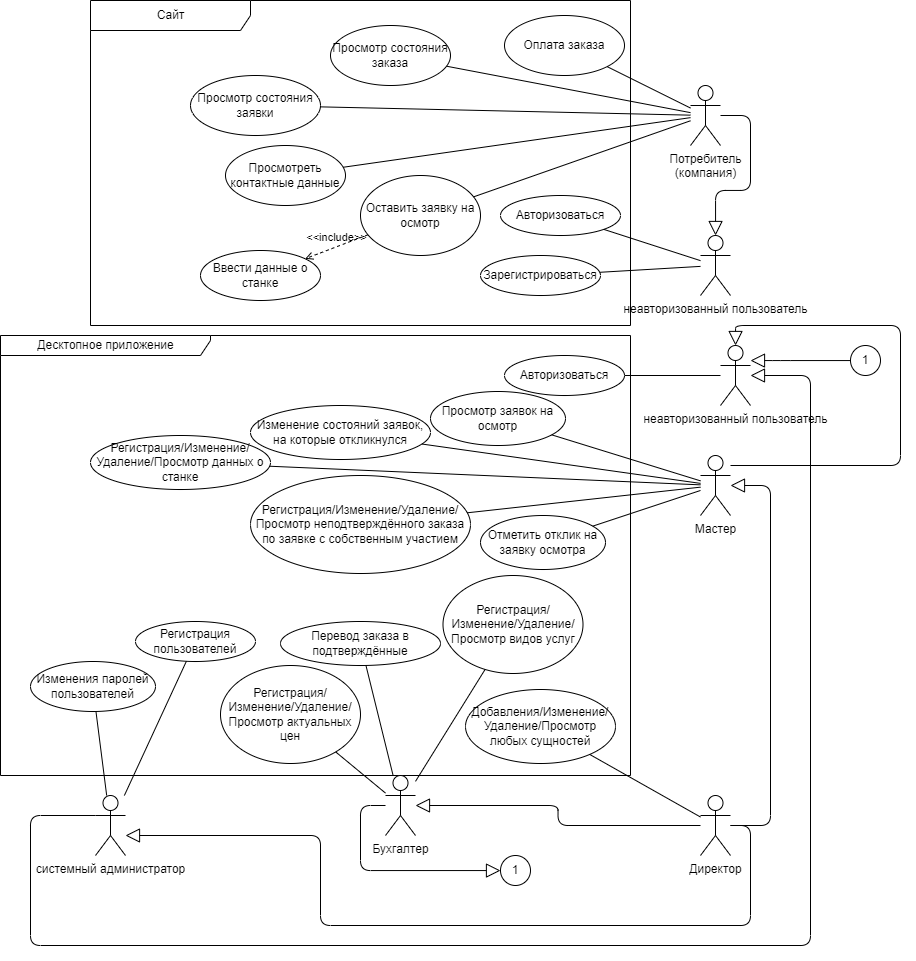 Сайт
Оплата заказа
Просмотр состояния
заказа
Просмотр состояния
заявки
Потребитель
(компания)
Просмотреть
контактные данные
Оставить заявку на
осмотр
Авторизоваться
<<include>>
Ввести данные о
станке
Зарегистрироваться
неавторизованный пользователь
Десктопное приложение
1
Авторизоваться
неавторизованный пользователь
Просмотр заявок на
осмотр
Изменение состояний заявок,
на которые откликнулся
Регистрация/Изменение/
Удаление/Просмотр данных о
станке
Регистрация/Изменение/Удаление/
Просмотр неподтверждённого заказа
по заявке с собственным участием
Отметить отклик на
заявку осмотра
Мастер
Регистрация/
Изменение/Удаление/
Просмотр видов услуг
Регистрация
пользователей
Перевод заказа в
подтверждённые
Изменения паролей
пользователей
Регистрация/
Изменение/Удаление/
Просмотр актуальных
цен
Добавления/Изменение/
Удаление/Просмотр
любых сущностей
системный администратор
Бухгалтер
Директор
1